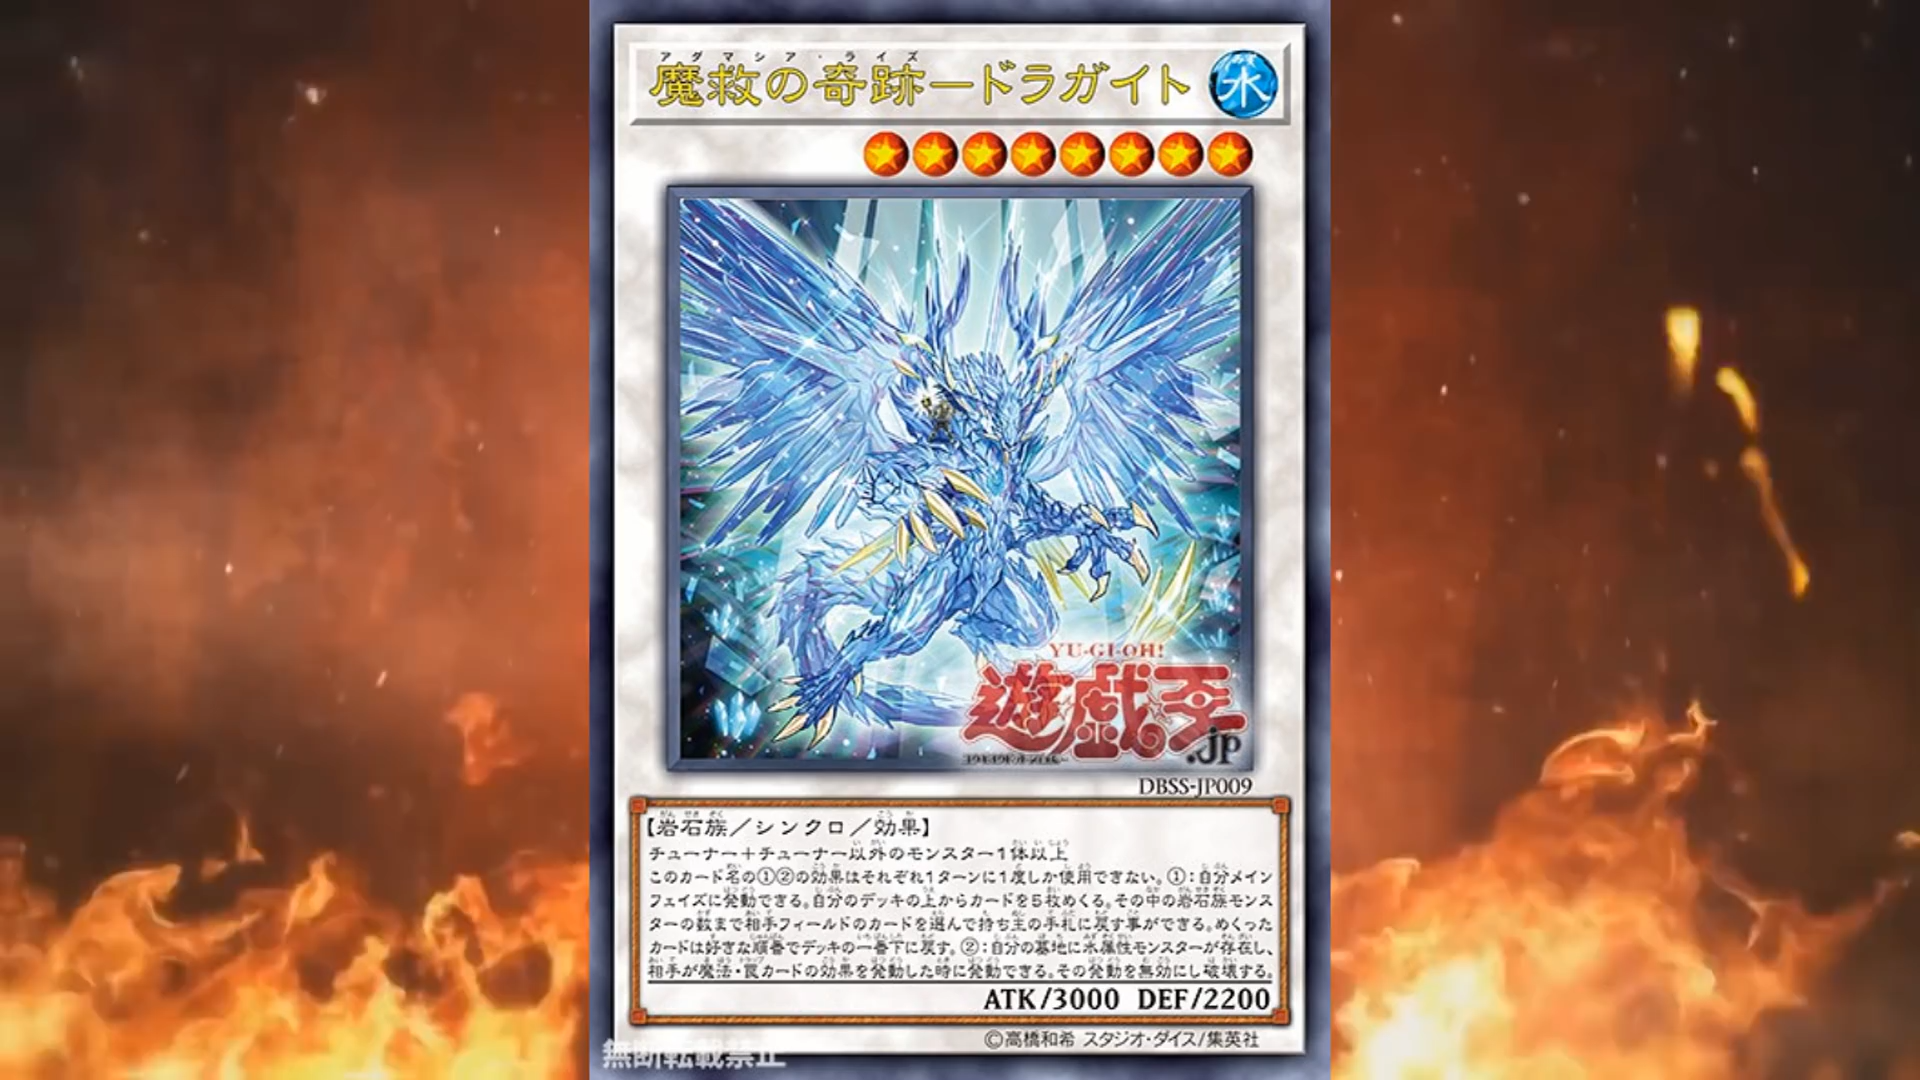 アダマシア・ライズ
魔救の奇跡－ドラガイト
水
YU-GI-OH!
遊戯王
.jp
DBSS-JP009
【岩石族／シンクロ／効果】
チューナー＋チューナー以外のモンスター１体以上
このカード名の①②の効果はそれぞれ１ターンに１度しか使用できない。①：自分メイン
フェイズに発動できる。自分のデッキの上からカードを５枚めくる。その中の岩石族モンス
ターの数まで相手フィールドのカードを選んで持ち主の手札に戻す事ができる。めくった
カードは好きな順番でデッキの一番下に戻す。②：自分の墓地に水属性モンスターが存在し、
相手が魔法・罠カードの効果を発動した時に発動できる。その発動を無効にし破壊する。
ATK/3000 DEF/2200
©高橋和希 スタジオ・ダイス/集英社
無断転載禁止